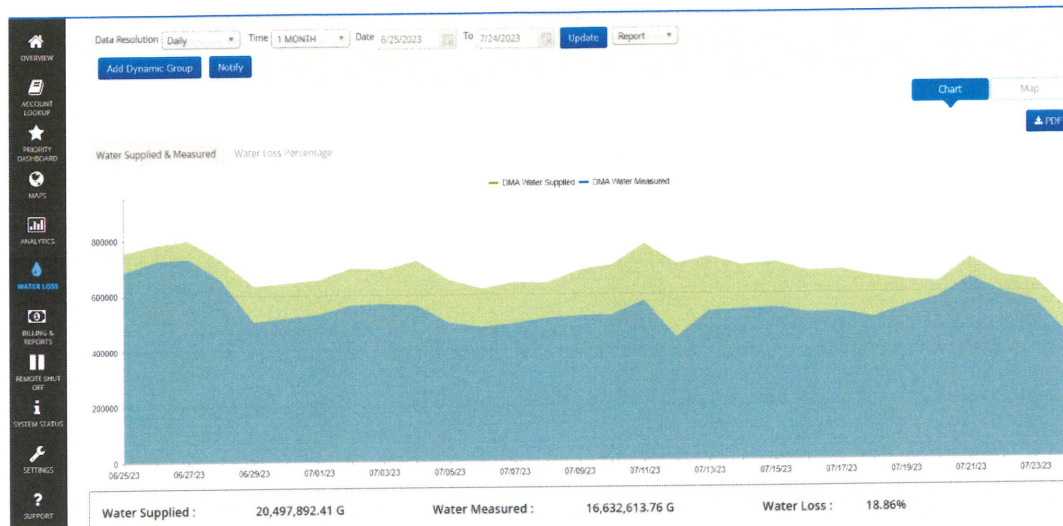 OVERVIEW
ACCOUNT
LOOKUP
PRIORITY
DASHBOARD
MAPS
ANALYTICS
WATER LOSS
BILLING &
REPORTS
REMOTE SHUT
OFF
SYSTEM STATUS
SETTINGS
SUPPORT
Data Resolution Daily Time 1 MONTH Date 6/25/2023 To 7/24/2023 Update Report
Add Dynamic Group Notify
Chart Map
PDF
Water Supplied & Measured Water Loss Percentage
DMA Water Supplied DMA Water Measured
800000
600000
400000
200000
0
06/25/23 06/27/23 06/29/23 07/01/23 07/03/23 07/05/23 07/07/23 07/09/23 07/11/23 07/13/23 07/15/23 07/17/23 07/19/23 07/21/23 07/23/23
Water Supplied : 20,497,892.41 G Water Measured : 16,632,613.76 G Water Loss : 18.86%